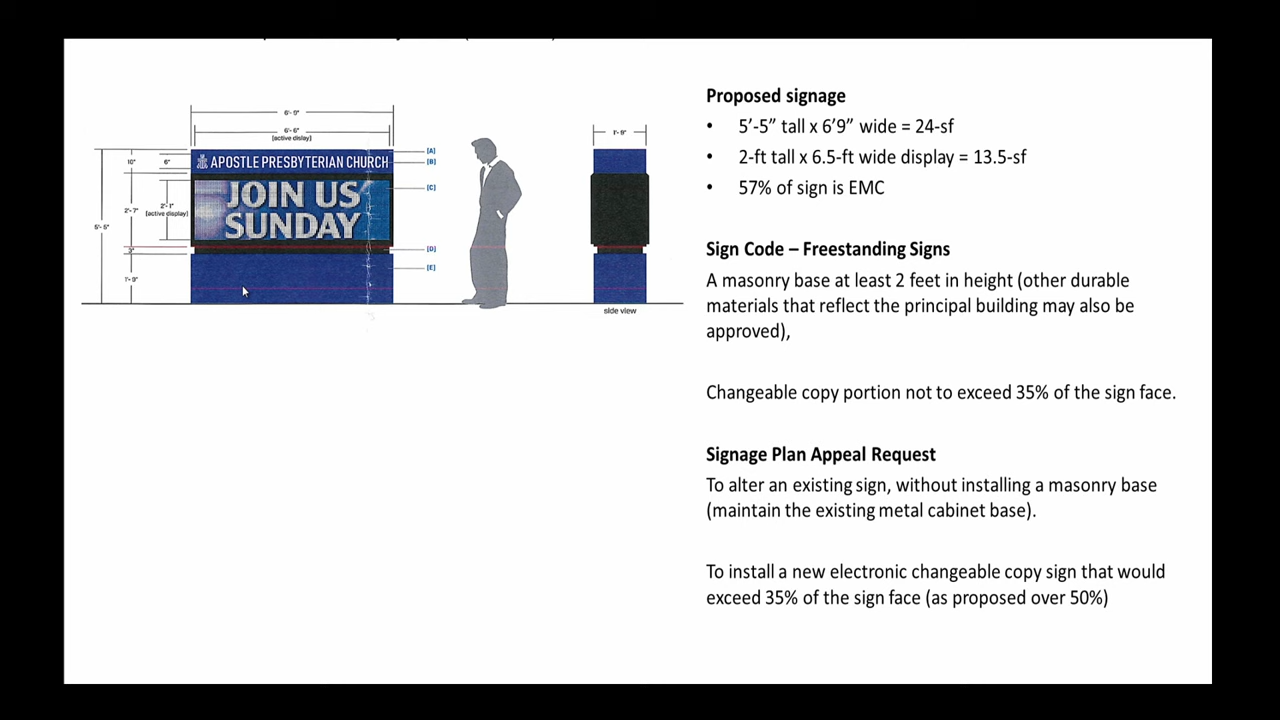 6'- 9"
6'- 6"
[active dislay]
1'- 9"
10"
6"
APOSTLE PRESBYTERIAN CHURCH
[A]
[B]
[C]
JOIN US
SUNDAY
2'- 7"
2'- 1"
[active display]
5'- 5"
3"
1'- 9"
[D]
[E]
side view
Proposed signage
• 5'-5” tall x 6’9” wide = 24-sf
• 2-ft tall x 6.5-ft wide display = 13.5-sf
• 57% of sign is EMC
Sign Code – Freestanding Signs
A masonry base at least 2 feet in height (other durable
materials that reflect the principal building may also be
approved),
Changeable copy portion not to exceed 35% of the sign face.
Signage Plan Appeal Request
To alter an existing sign, without installing a masonry base
(maintain the existing metal cabinet base).
To install a new electronic changeable copy sign that would
exceed 35% of the sign face (as proposed over 50%)